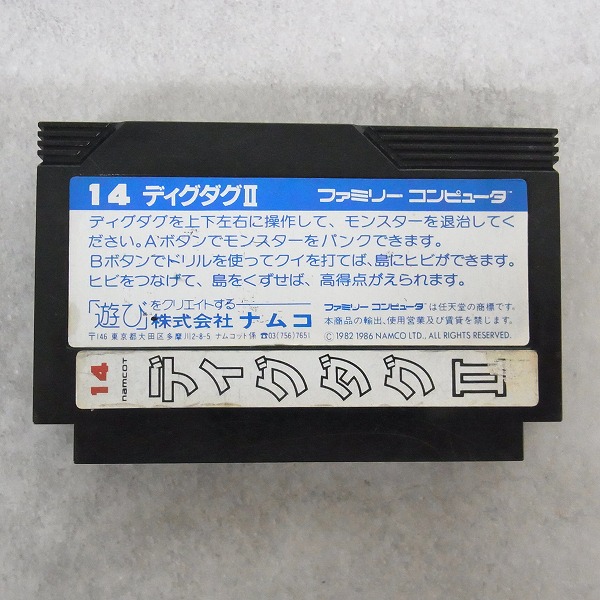 14 ディグダグII ファミリー コンピュータ™
ディグダグを上下左右に操作して、モンスターを退治してく
ださい。Aボタンでモンスターをパンクできます。
Bボタンでドリルを使ってクイを打てば、島にヒビができます。
ヒビをつなげて、島をくずせば、高得点がえられます。
「遊び」をクリエイトする
株式会社 ナムコ
〒146 東京都大田区多摩川2-8-5 ナムコット係 ☎03(756)7651
ファミリー コンピュータ™は任天堂の商標です。
本商品の輸出、使用営業及び賃貸を禁じます。
© 1982 1986 NAMCO LTD., ALL RIGHTS RESERVED.
14 namcot ディグダグII